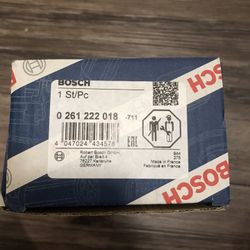 BOSCH
1 St/Pc
0 261 222 018
-711
4 047024 434578
Robert Bosch GmbH
Auf der Breit 4
76227 Karlsruhe
GERMANY
Made in France
Fabriqué en France
BOSCH
BOSCH